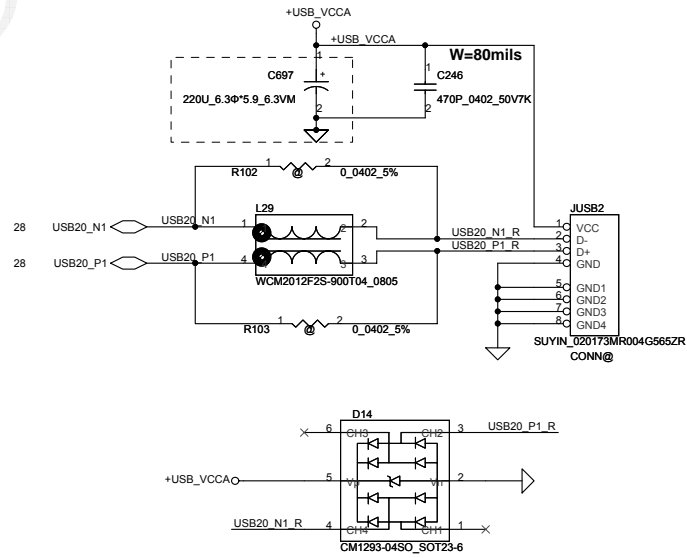 +USB_VCCA
+USB_VCCA
W=80mils
1
C697
+
220U_6.3Φ*5.9_6.3VM
2
1
C246
470P_0402_50V7K
2
R102
1
@
2
0_0402_5%
28
USB20_N1
USB20_N1
28
USB20_P1
USB20_P1
L29
1
2
2
4
3
3
WCM2012F2S-900T04_0805
USB20_N1_R
USB20_P1_R
R103
1
@
2
0_0402_5%
JUSB2
1
VCC
2
D-
3
D+
4
GND
5
GND1
6
GND2
7
GND3
8
GND4
SUYIN_020173MR004G565ZR
CONN@
D14
6
CH3
CH2
3
USB20_P1_R
+USB_VCCA
5
Vp
Vn
2
USB20_N1_R
4
CH4
CH1
1
CM1293-04SO_SOT23-6